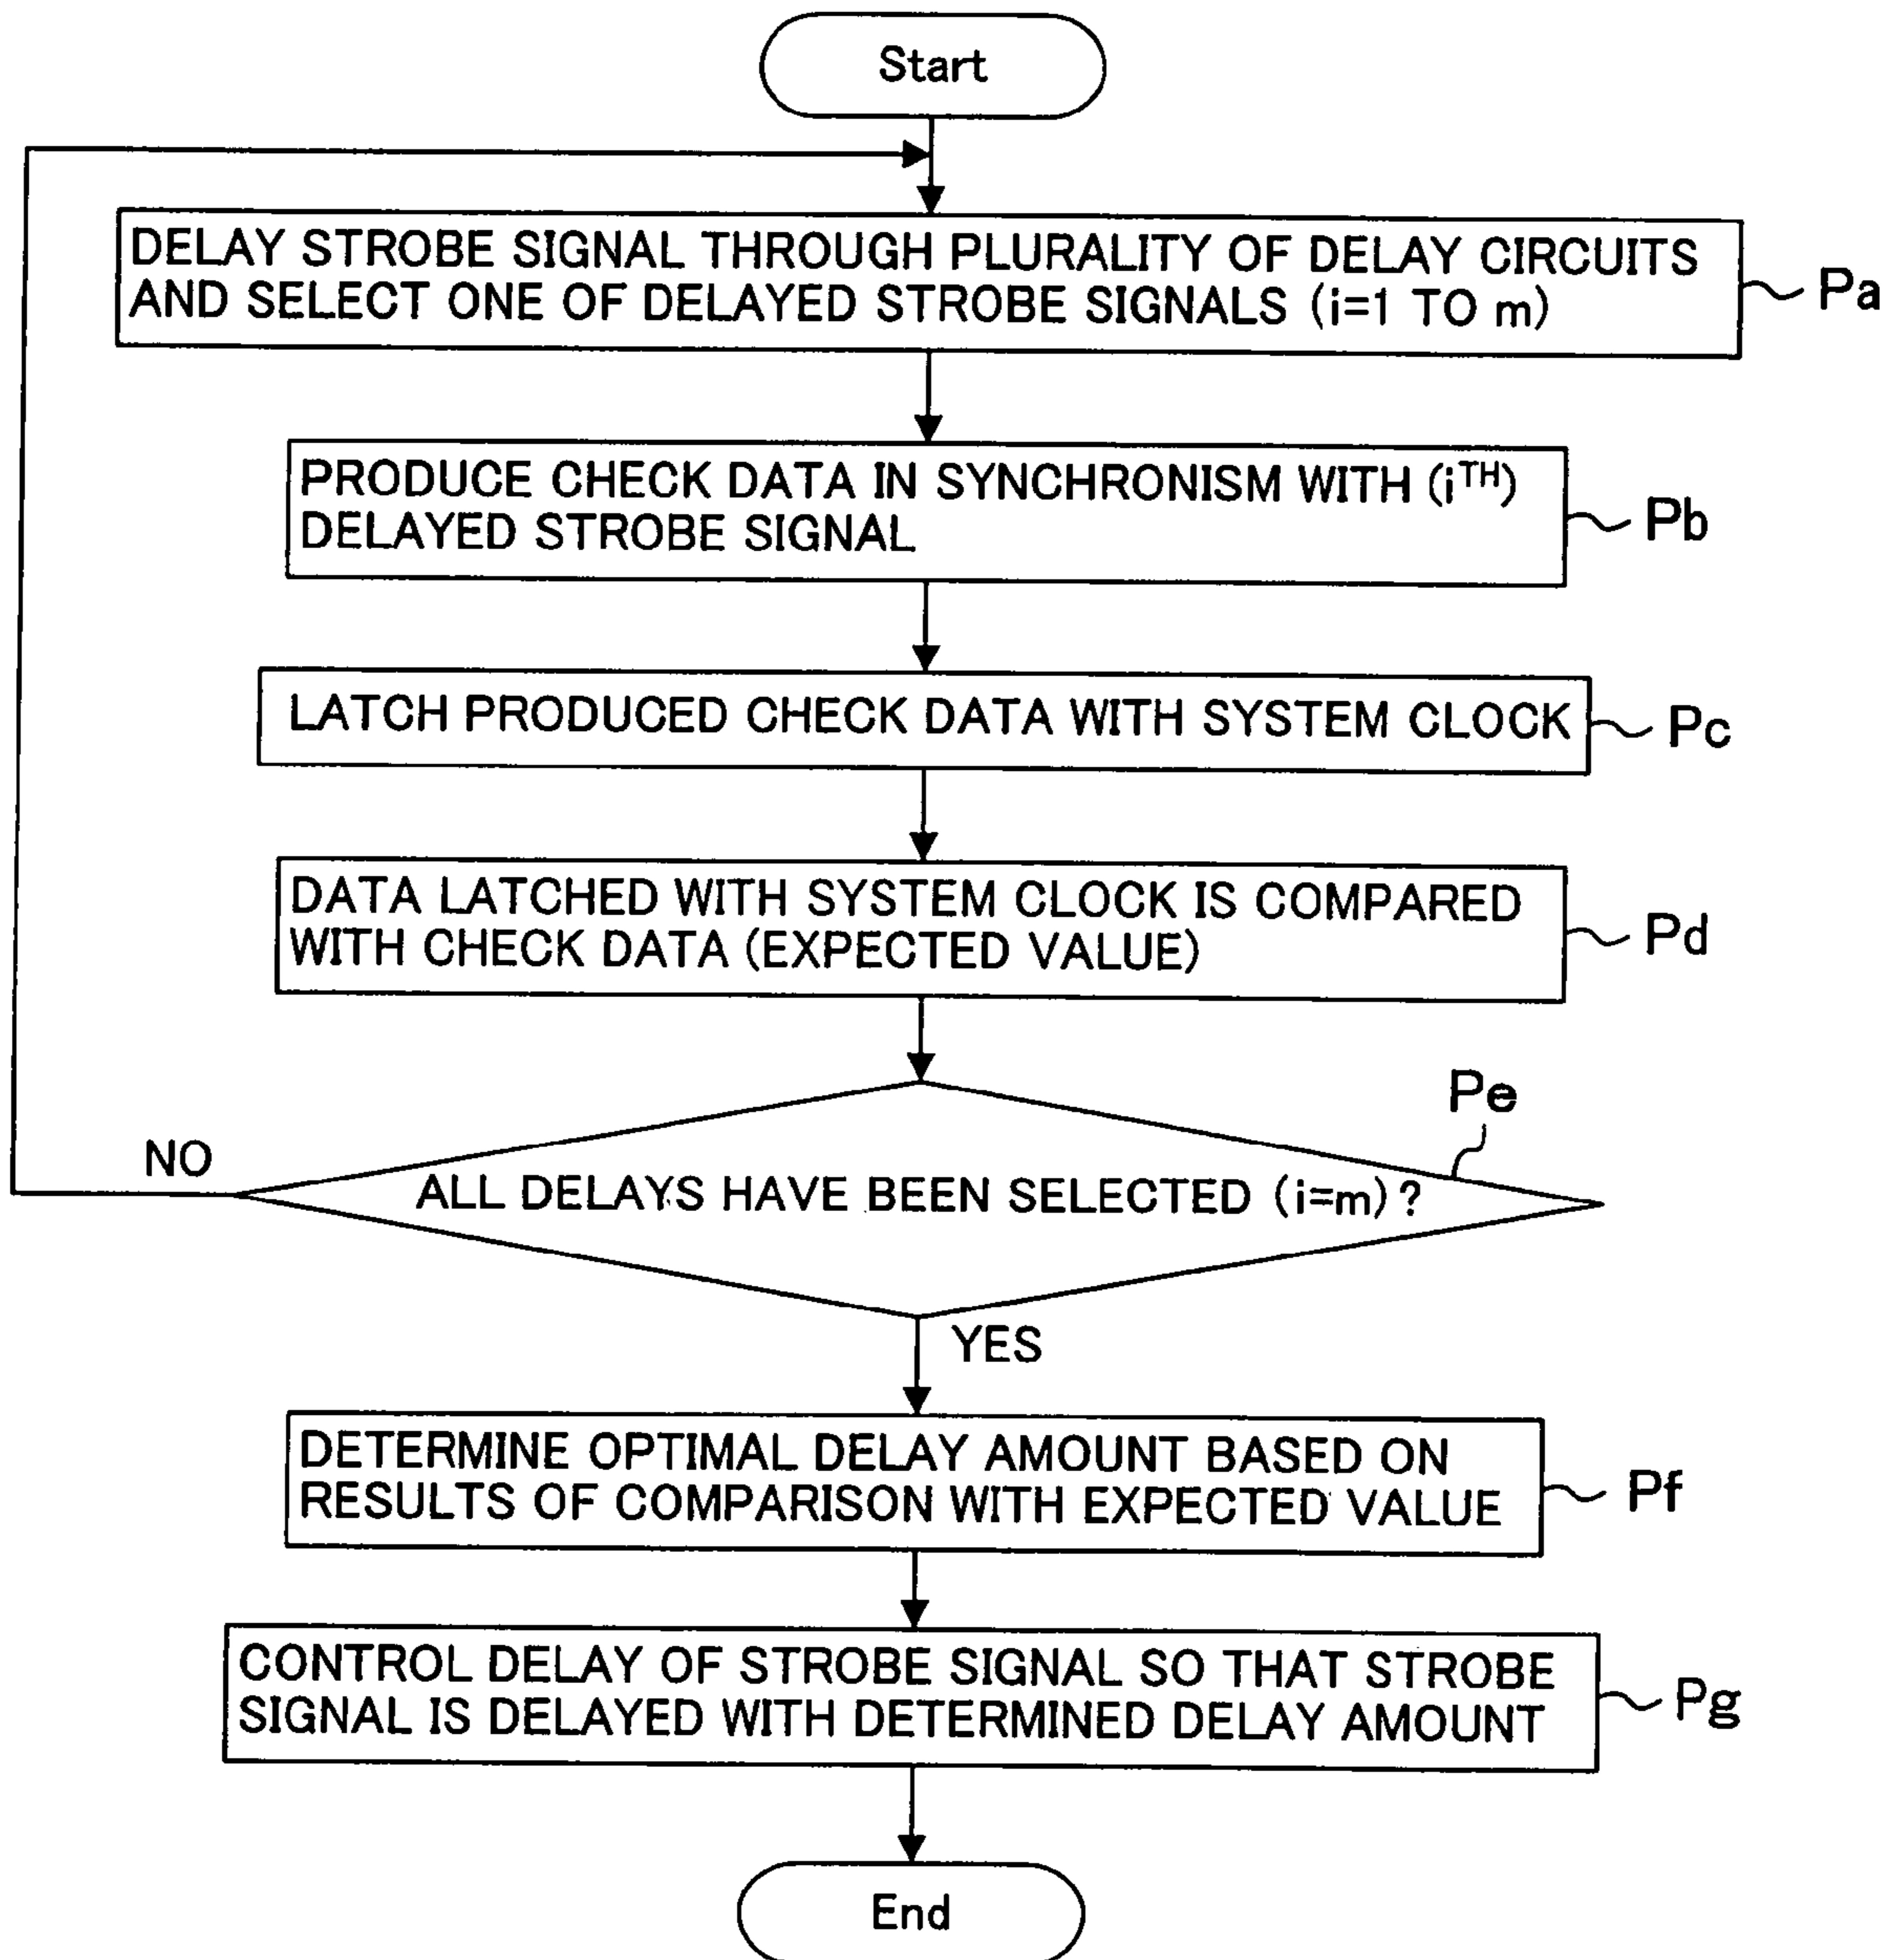 Start
DELAY STROBE SIGNAL THROUGH PLURALITY OF DELAY CIRCUITS
AND SELECT ONE OF DELAYED STROBE SIGNALS (i=1 TO m)
Pa
PRODUCE CHECK DATA IN SYNCHRONISM WITH (iTH)
DELAYED STROBE SIGNAL
Pb
LATCH PRODUCED CHECK DATA WITH SYSTEM CLOCK
Pc
DATA LATCHED WITH SYSTEM CLOCK IS COMPARED
WITH CHECK DATA (EXPECTED VALUE)
Pd
Pe
NO
ALL DELAYS HAVE BEEN SELECTED (i=m)?
YES
DETERMINE OPTIMAL DELAY AMOUNT BASED ON
RESULTS OF COMPARISON WITH EXPECTED VALUE
Pf
CONTROL DELAY OF STROBE SIGNAL SO THAT STROBE
SIGNAL IS DELAYED WITH DETERMINED DELAY AMOUNT
Pg
End